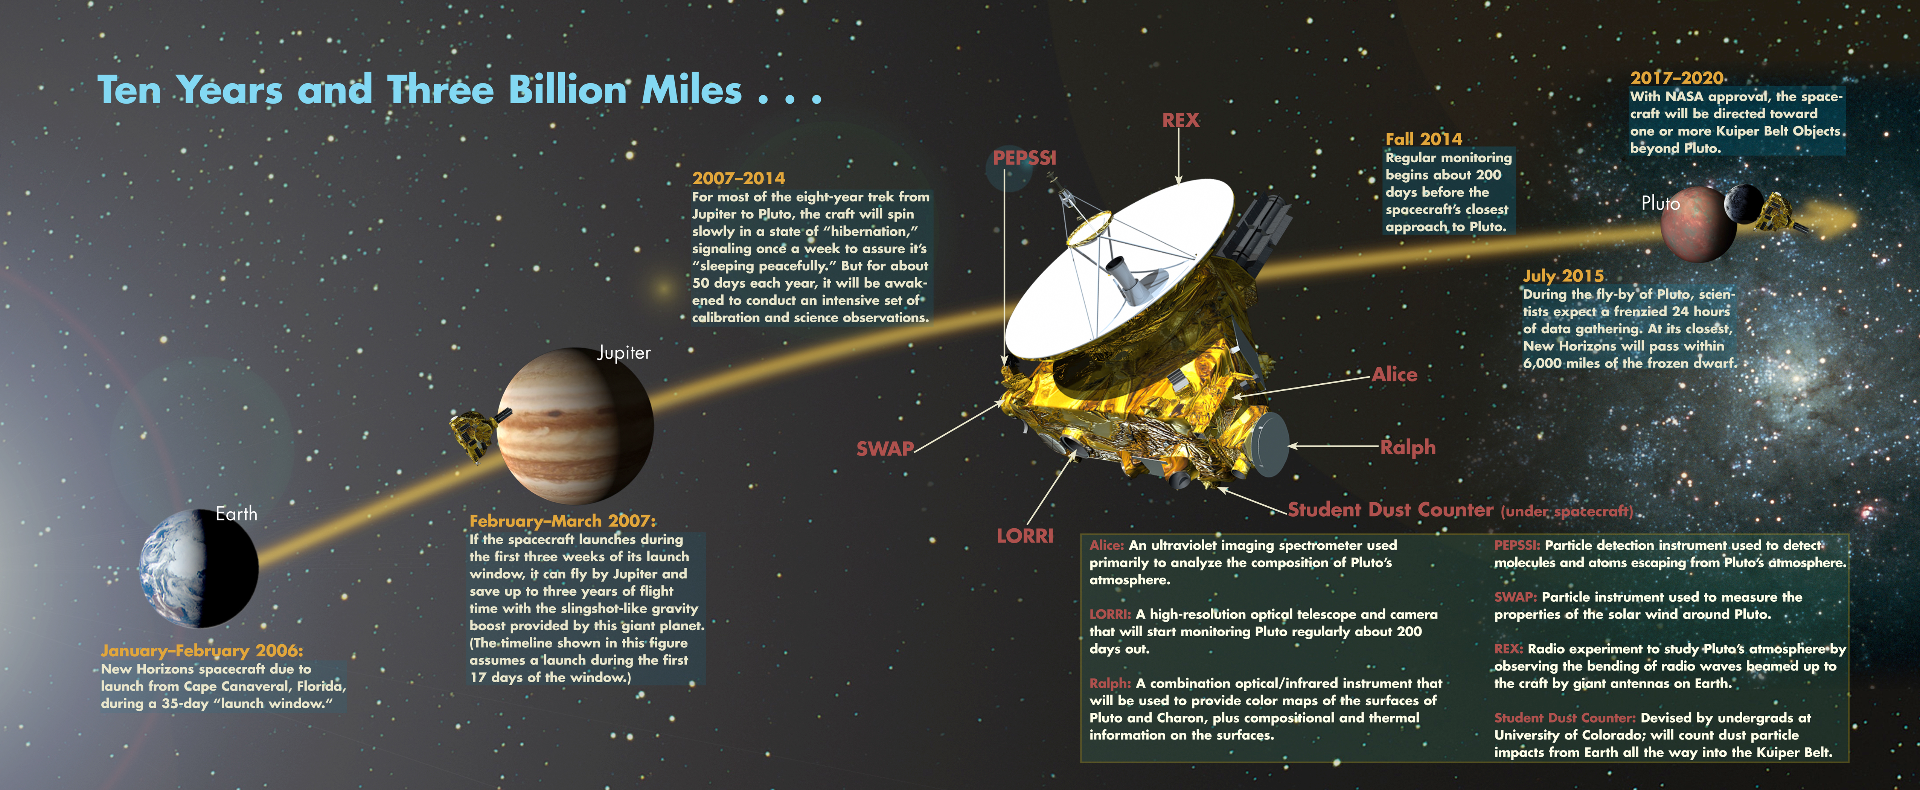 Ten Years and Three Billion Miles . . .
Earth
January–February 2006:
New Horizons spacecraft due to
launch from Cape Canaveral, Florida,
during a 35-day “launch window.”
Jupiter
February–March 2007:
If the spacecraft launches during
the first three weeks of its launch
window, it can fly by Jupiter and
save up to three years of flight
time with the slingshot-like gravity
boost provided by this giant planet.
(The timeline shown in this figure
assumes a launch during the first
17 days of the window.)
2007–2014
For most of the eight-year trek from
Jupiter to Pluto, the craft will spin
slowly in a state of “hibernation,”
signaling once a week to assure it’s
“sleeping peacefully.” But for about
50 days each year, it will be awak-
ened to conduct an intensive set of
calibration and science observations.
PEPSSI
REX
SWAP
LORRI
Alice
Ralph
Student Dust Counter (under spacecraft)
Fall 2014
Regular monitoring
begins about 200
days before the
spacecraft’s closest
approach to Pluto.
July 2015
During the fly-by of Pluto, scien-
tists expect a frenzied 24 hours
of data gathering. At its closest,
New Horizons will pass within
6,000 miles of the frozen dwarf.
Pluto
2017–2020
With NASA approval, the space-
craft will be directed toward
one or more Kuiper Belt Objects
beyond Pluto.
Alice: An ultraviolet imaging spectrometer used
primarily to analyze the composition of Pluto’s
atmosphere.
LORRI: A high-resolution optical telescope and camera
that will start monitoring Pluto regularly about 200
days out.
Ralph: A combination optical/infrared instrument that
will be used to provide color maps of the surfaces of
Pluto and Charon, plus compositional and thermal
information on the surfaces.
PEPSSI: Particle detection instrument used to detect
molecules and atoms escaping from Pluto’s atmosphere.
SWAP: Particle instrument used to measure the
properties of the solar wind around Pluto.
REX: Radio experiment to study Pluto’s atmosphere by
observing the bending of radio waves beamed up to
the craft by giant antennas on Earth.
Student Dust Counter: Devised by undergrads at
University of Colorado; will count dust particle
impacts from Earth all the way into the Kuiper Belt.